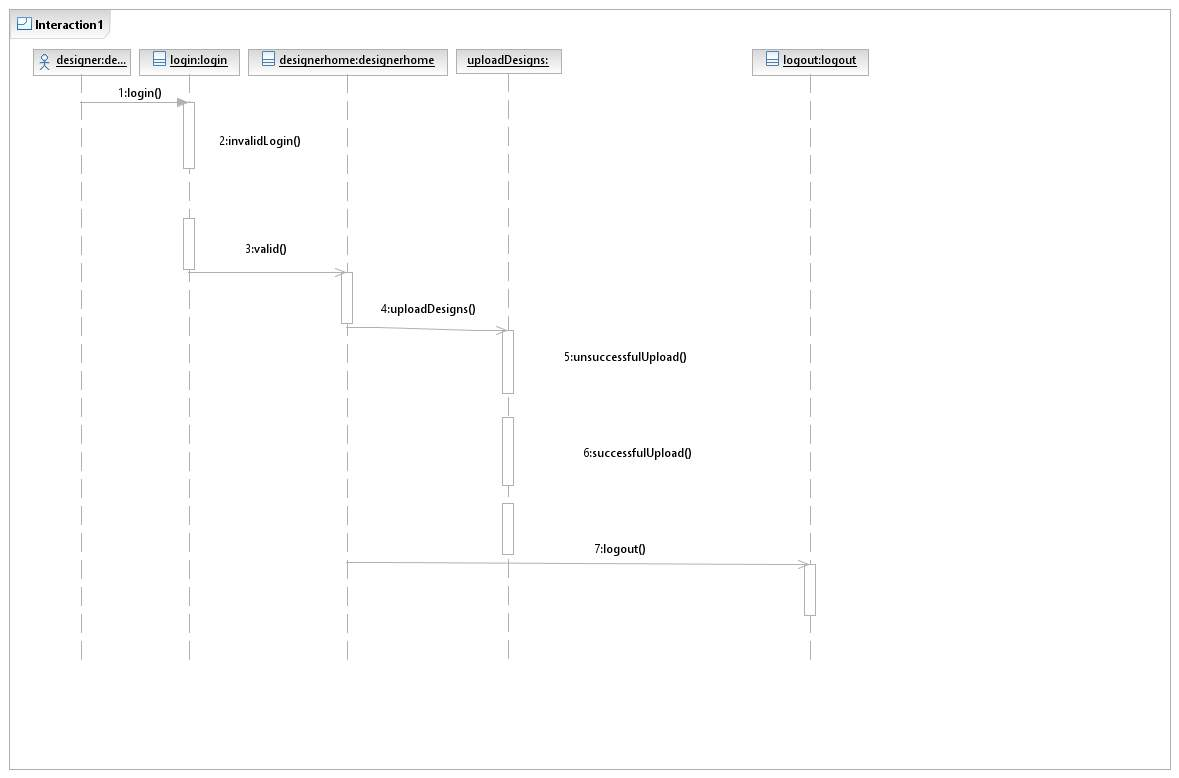 Interaction1
designer:de...
login:login
designerhome:designerhome
uploadDesigns:
logout:logout
1:login()
2:invalidLogin()
3:valid()
4:uploadDesigns()
5:unsuccessfulUpload()
6:successfulUpload()
7:logout()